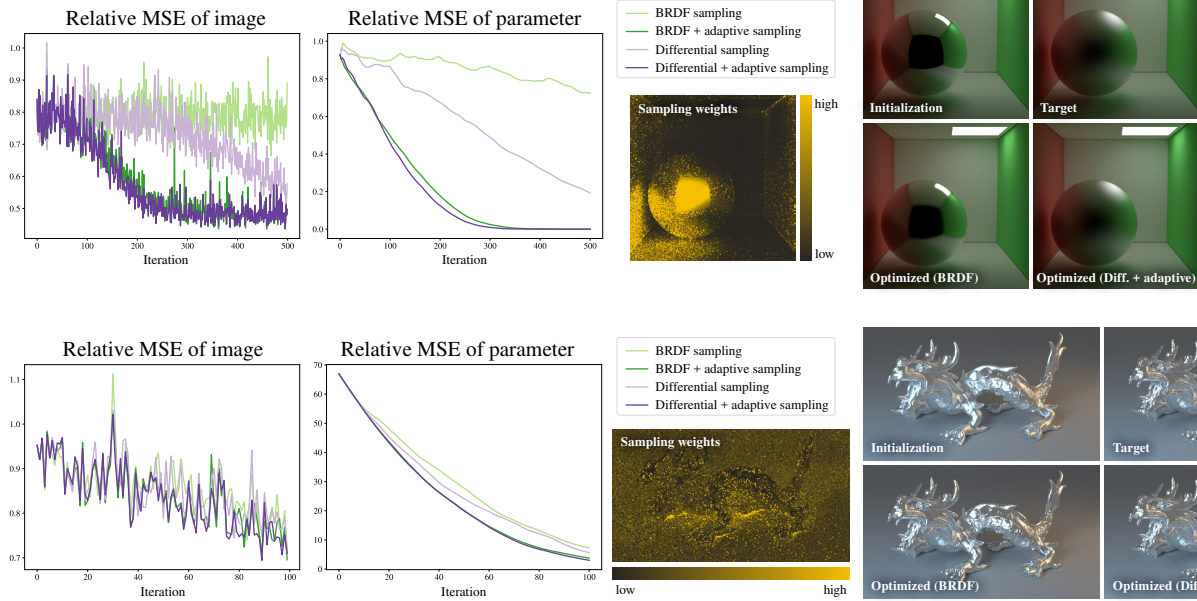 Relative MSE of image
1.0
0.9
0.8
0.7
0.6
0.5
0 100 200 300 400 500
Iteration
Relative MSE of parameter
1.0
0.8
0.6
0.4
0.2
0.0
0 100 200 300 400 500
Iteration
BRDF sampling
BRDF + adaptive sampling
Differential sampling
Differential + adaptive sampling
Sampling weights
high
low
Initialization
Target
Optimized (BRDF)
Optimized (Diff. + adaptive)
Relative MSE of image
1.1
1.0
0.9
0.8
0.7
0 20 40 60 80 100
Iteration
Relative MSE of parameter
70
60
50
40
30
20
10
0
0 20 40 60 80 100
Iteration
BRDF sampling
BRDF + adaptive sampling
Differential sampling
Differential + adaptive sampling
Sampling weights
low high
Initialization
Target
Optimized (BRDF)
Optimized (Dif